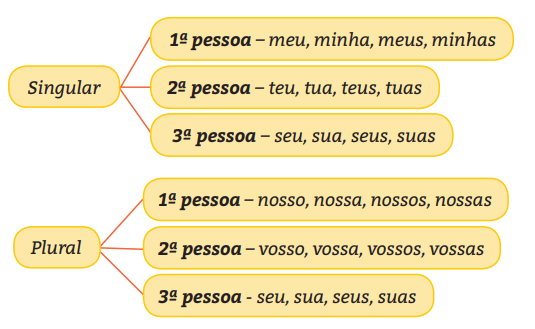 Singular
1ª pessoa – meu, minha, meus, minhas
2ª pessoa – teu, tua, teus, tuas
3ª pessoa – seu, sua, seus, suas
Plural
1ª pessoa – nosso, nossa, nossos, nossas
2ª pessoa – vosso, vossa, vossos, vossas
3ª pessoa - seu, sua, seus, suas